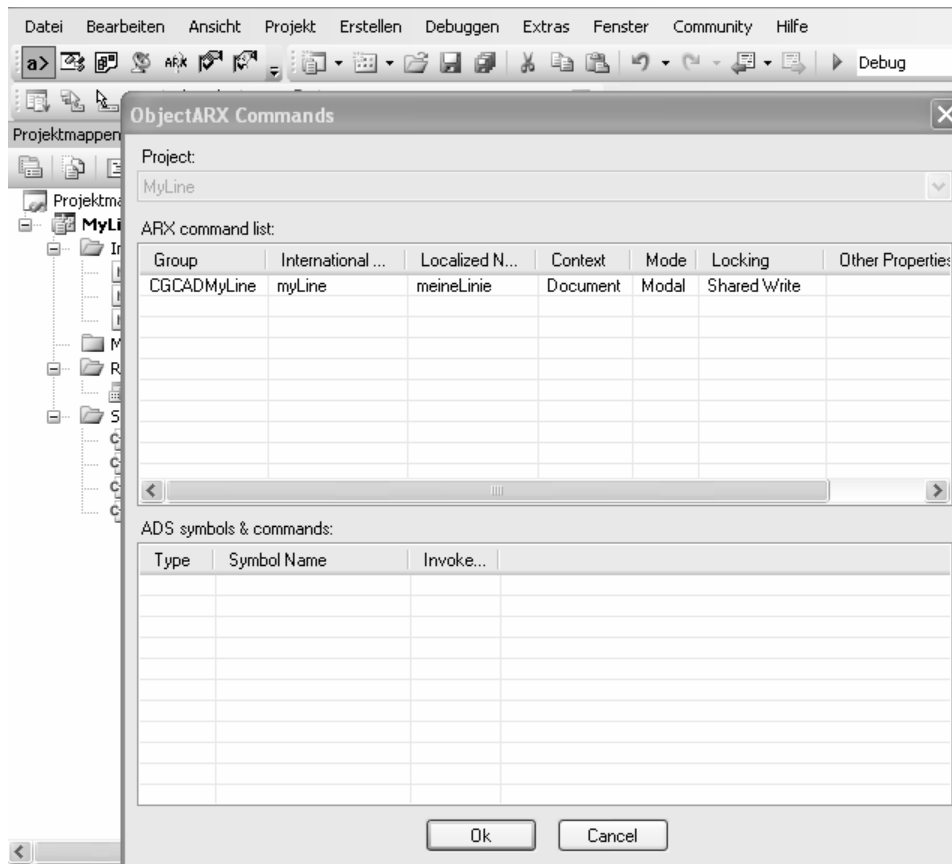 Datei Bearbeiten Ansicht Projekt Erstellen Debuggen Extras Fenster Community Hilfe
a> ARX Debug
ObjectARX Commands
Projektmappen
Project:
MyLine
Projektma
MyLi
ARX command list:
Group International ... Localized N... Context Mode Locking Other Properties
CGCADMyLine myLine meineLinie Document Modal Shared Write
M
R
S
ADS symbols & commands:
Type Symbol Name Invoke...
Ok Cancel